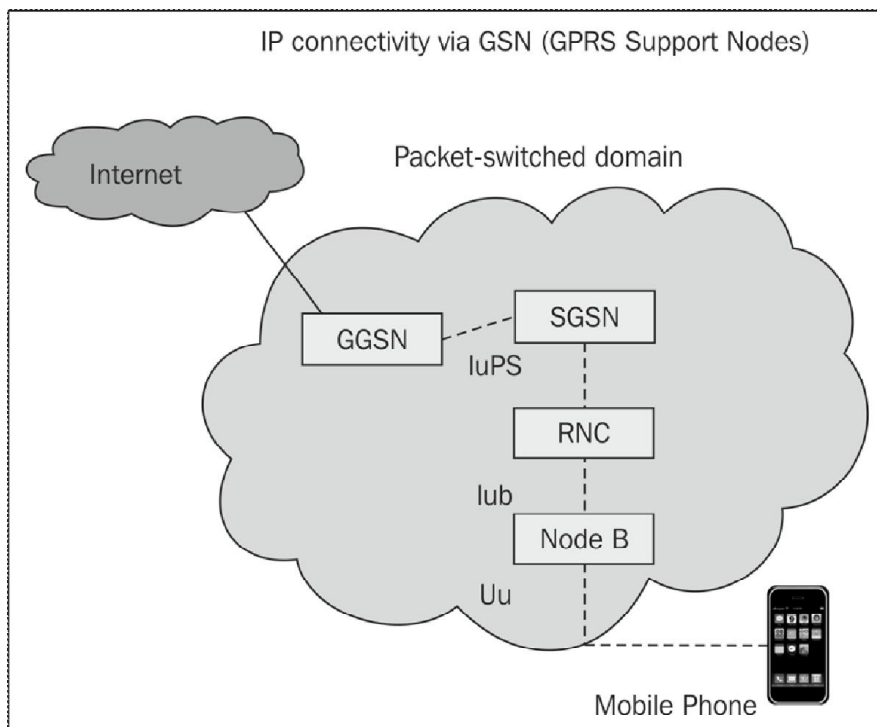 IP connectivity via GSN (GPRS Support Nodes)
Packet-switched domain
Internet
GGSN
SGSN
IuPS
RNC
Iub
Node B
Uu
Mobile Phone